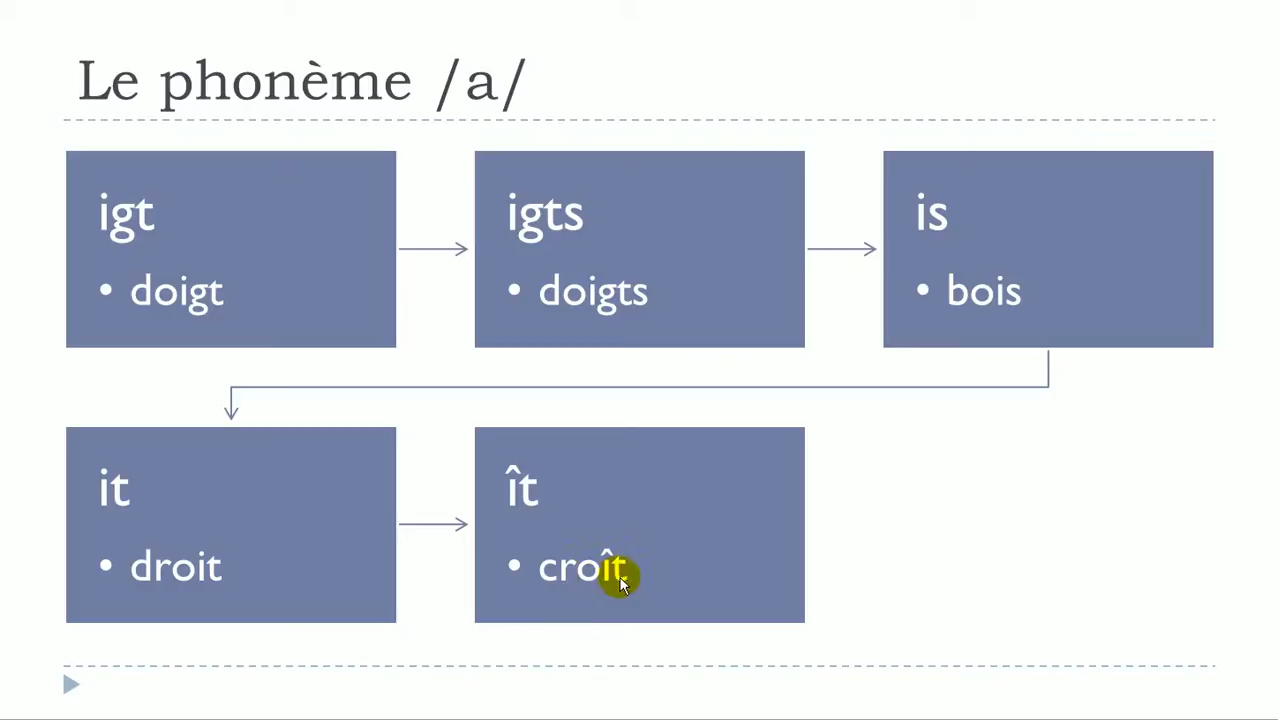 Le phonème /a/
igt
• doigt
igts
• doigts
is
• bois
it
• droit
ît
• croît